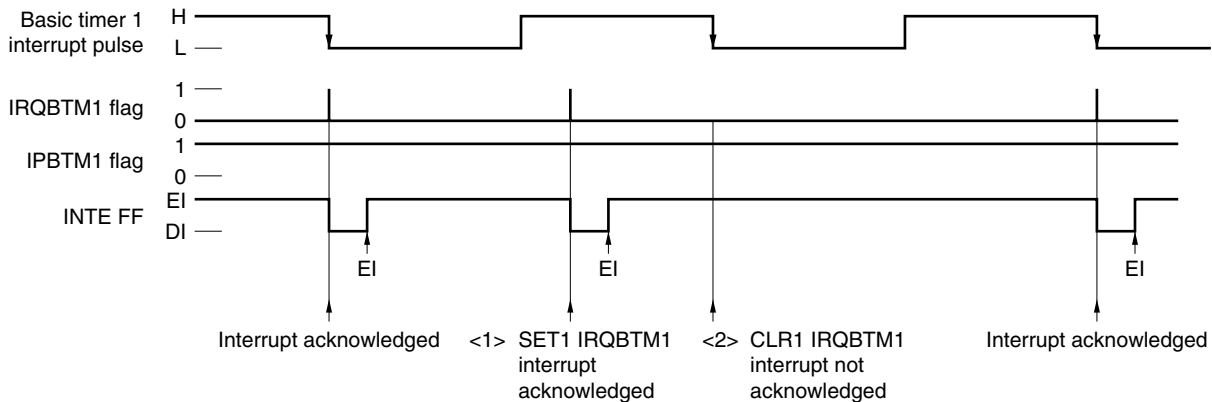 Basic timer 1
interrupt pulse
H
L
IRQBTM1 flag
1
0
IPBTM1 flag
1
0
INTE FF
EI
DI
EI
EI
EI
Interrupt acknowledged
<1> SET1 IRQBTM1
interrupt
acknowledged
<2> CLR1 IRQBTM1
interrupt not
acknowledged
Interrupt acknowledged